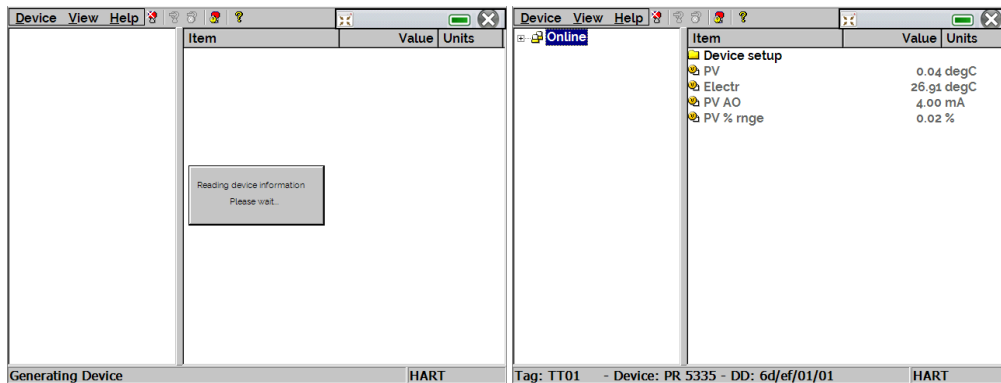 Device View Help
Item Value Units
Reading device information
Please wait...
Generating Device HART
Device View Help
Online
Item Value Units
Device setup
PV 0.04 degC
Electr 26.91 degC
PV AO 4.00 mA
PV % rnge 0.02 %
Tag: TT01 - Device: PR 5335 - DD: 6d/ef/01/01 HART